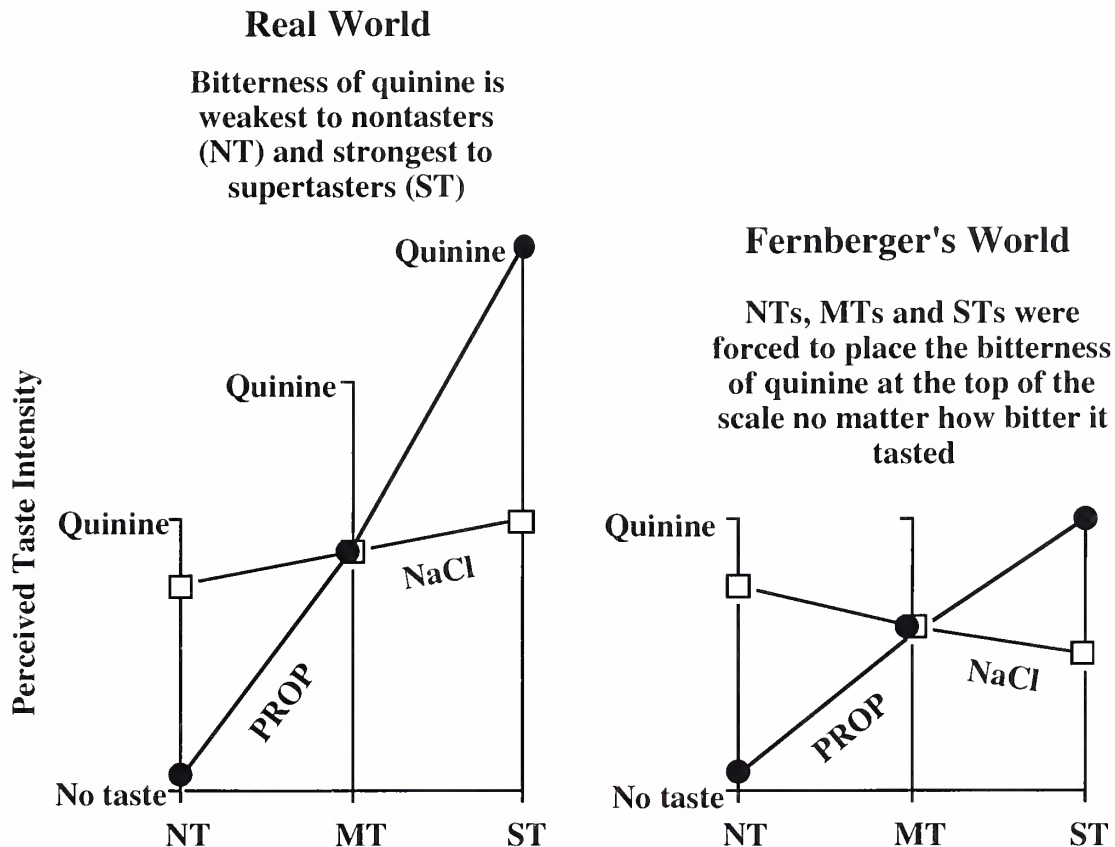 Real World
Bitterness of quinine is
weakest to nontasters
(NT) and strongest to
supertasters (ST)
Quinine
Quinine
Quinine
Perceived Taste Intensity
NaCl
PROP
No taste
NT
MT
ST
Fernberger's World
NTs, MTs and STs were
forced to place the bitterness
of quinine at the top of the
scale no matter how bitter it
tasted
Quinine
NaCl
PROP
No taste
NT
MT
ST